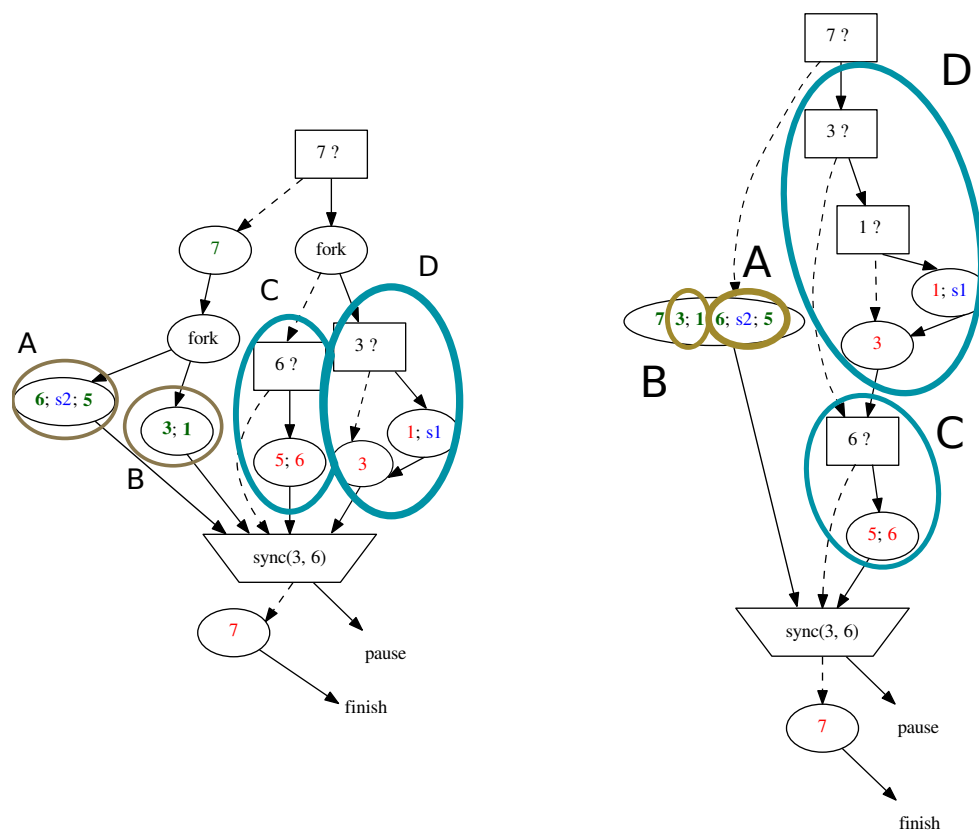 7 ?
7
fork
C
D
A
fork
6 ?
3 ?
6; s2; 5
3; 1
1; s1
B
5; 6
3
sync(3, 6)
7
pause
finish
7 ?
D
3 ?
1 ?
A
1; s1
7 3; 1 6; s2; 5
3
B
C
6 ?
5; 6
sync(3, 6)
pause
7
finish